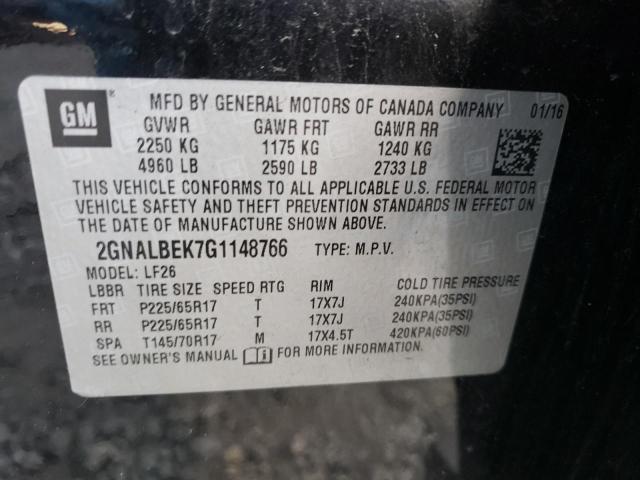 GM ® MFD BY GENERAL MOTORS OF CANADA COMPANY 01/16
GVWR GAWR FRT GAWR RR
2250 KG 1175 KG 1240 KG
4960 LB 2590 LB 2733 LB
THIS VEHICLE CONFORMS TO ALL APPLICABLE U.S. FEDERAL MOTOR
VEHICLE SAFETY AND THEFT PREVENTION STANDARDS IN EFFECT ON
THE DATE OF MANUFACTURE SHOWN ABOVE.
2GNALBEK7G1148766 TYPE: M.P.V.
MODEL: LF26
LBBR TIRE SIZE SPEED RTG RIM COLD TIRE PRESSURE
FRT P225/65R17 T 17X7J 240KPA(35PSI)
RR P225/65R17 T 17X7J 240KPA(35PSI)
SPA T145/70R17 M 17X4.5T 420KPA(60PSI)
SEE OWNER'S MANUAL FOR MORE INFORMATION.